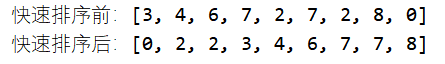 快速排序前: [3, 4, 6, 7, 2, 7, 2, 8, 0]
快速排序后: [0, 2, 2, 3, 4, 6, 7, 7, 8]